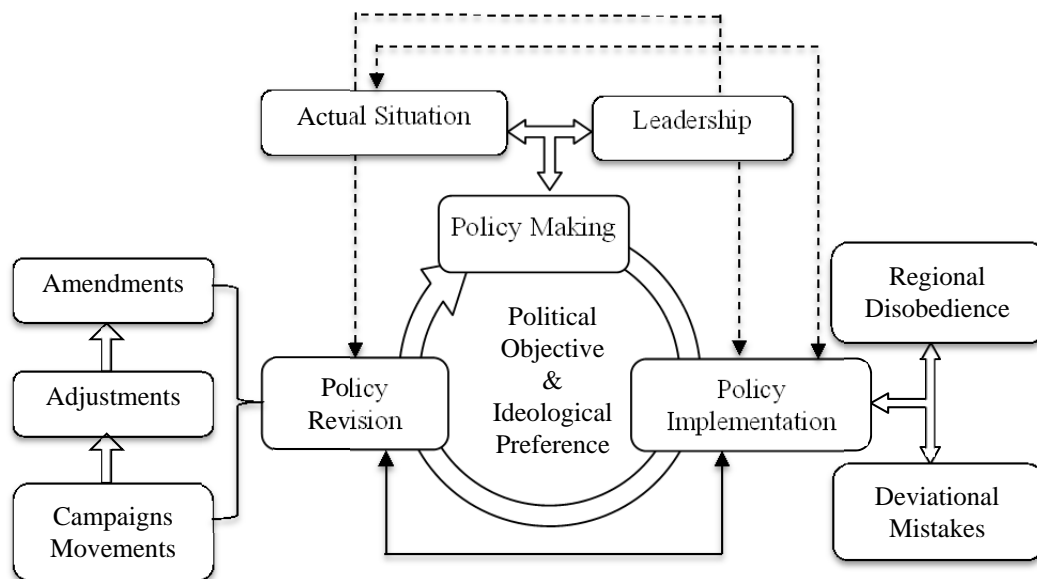 Actual Situation
Leadership
Policy Making
Amendments
Adjustments
Campaigns
Movements
Policy
Revision
Political
Objective
&
Ideological
Preference
Policy
Implementation
Regional
Disobedience
Deviational
Mistakes